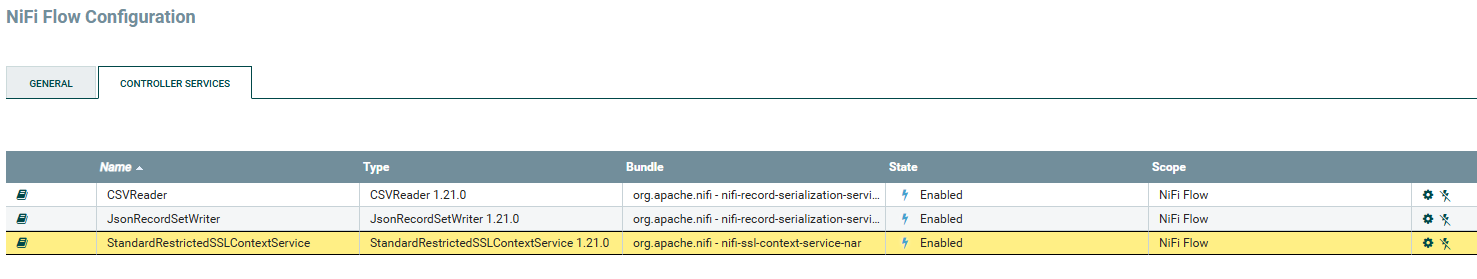 NiFi Flow Configuration
GENERAL CONTROLLER SERVICES
Name Type Bundle State Scope
CSVReader CSVReader 1.21.0 org.apache.nifi - nifi-record-serialization-servi... Enabled NiFi Flow
JsonRecordSetWriter JsonRecordSetWriter 1.21.0 org.apache.nifi - nifi-record-serialization-servi... Enabled NiFi Flow
StandardRestrictedSSLContextService StandardRestrictedSSLContextService 1.21.0 org.apache.nifi - nifi-ssl-context-service-nar Enabled NiFi Flow